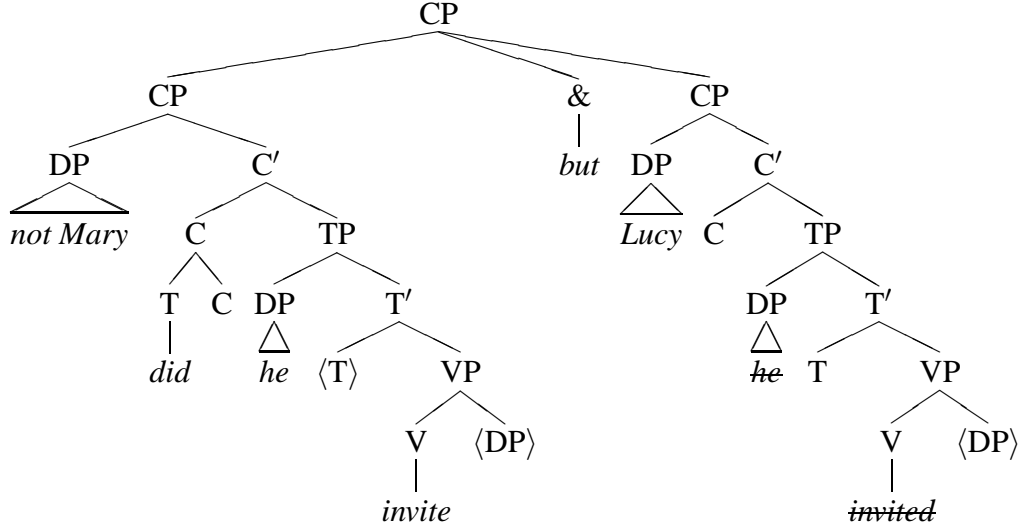 CP
CP & CP
DP C′ but DP C′
not Mary C TP Lucy C TP
T C DP T′ DP T′
did he ⟨T⟩ VP he T VP
V ⟨DP⟩ V ⟨DP⟩
invite invited